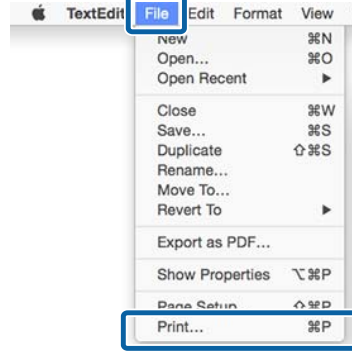 TextEdit File Edit Format View
New ⌘N
Open... ⌘O
Open Recent ▶
Close ⌘W
Save... ⌘S
Duplicate ⇧⌘S
Rename...
Move To...
Revert To ▶
Export as PDF...
Show Properties ⌥⌘P
Page Setup ⇧⌘P
Print... ⌘P